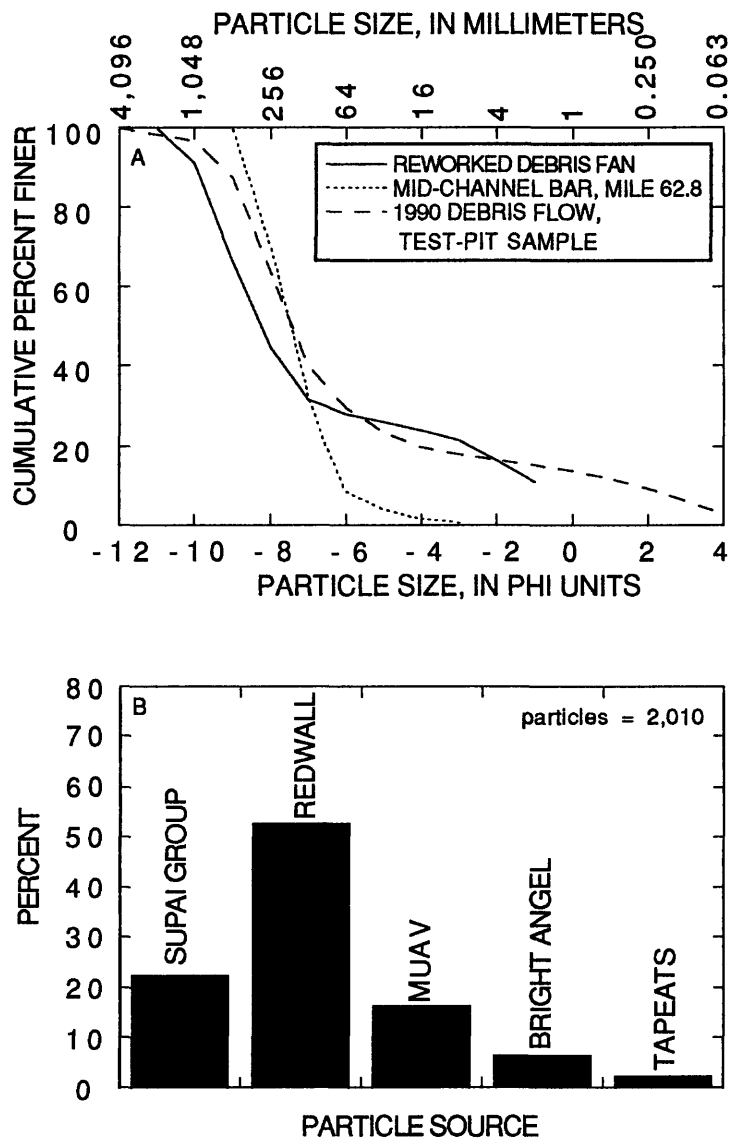 PARTICLE SIZE, IN MILLIMETERS
4,096 1,048 256 64 16 4 1 0.250 0.063
CUMULATIVE PERCENT FINER
100
80
60
40
20
0
A
REWORKED DEBRIS FAN
MID-CHANNEL BAR, MILE 62.8
1990 DEBRIS FLOW,
TEST-PIT SAMPLE
-12 -10 -8 -6 -4 -2 0 2 4
PARTICLE SIZE, IN PHI UNITS
PERCENT
80
70
60
50
40
30
20
10
0
B
particles = 2,010
SUPAI GROUP
REDWALL
MUAV
BRIGHT ANGEL
TAPEATS
PARTICLE SOURCE